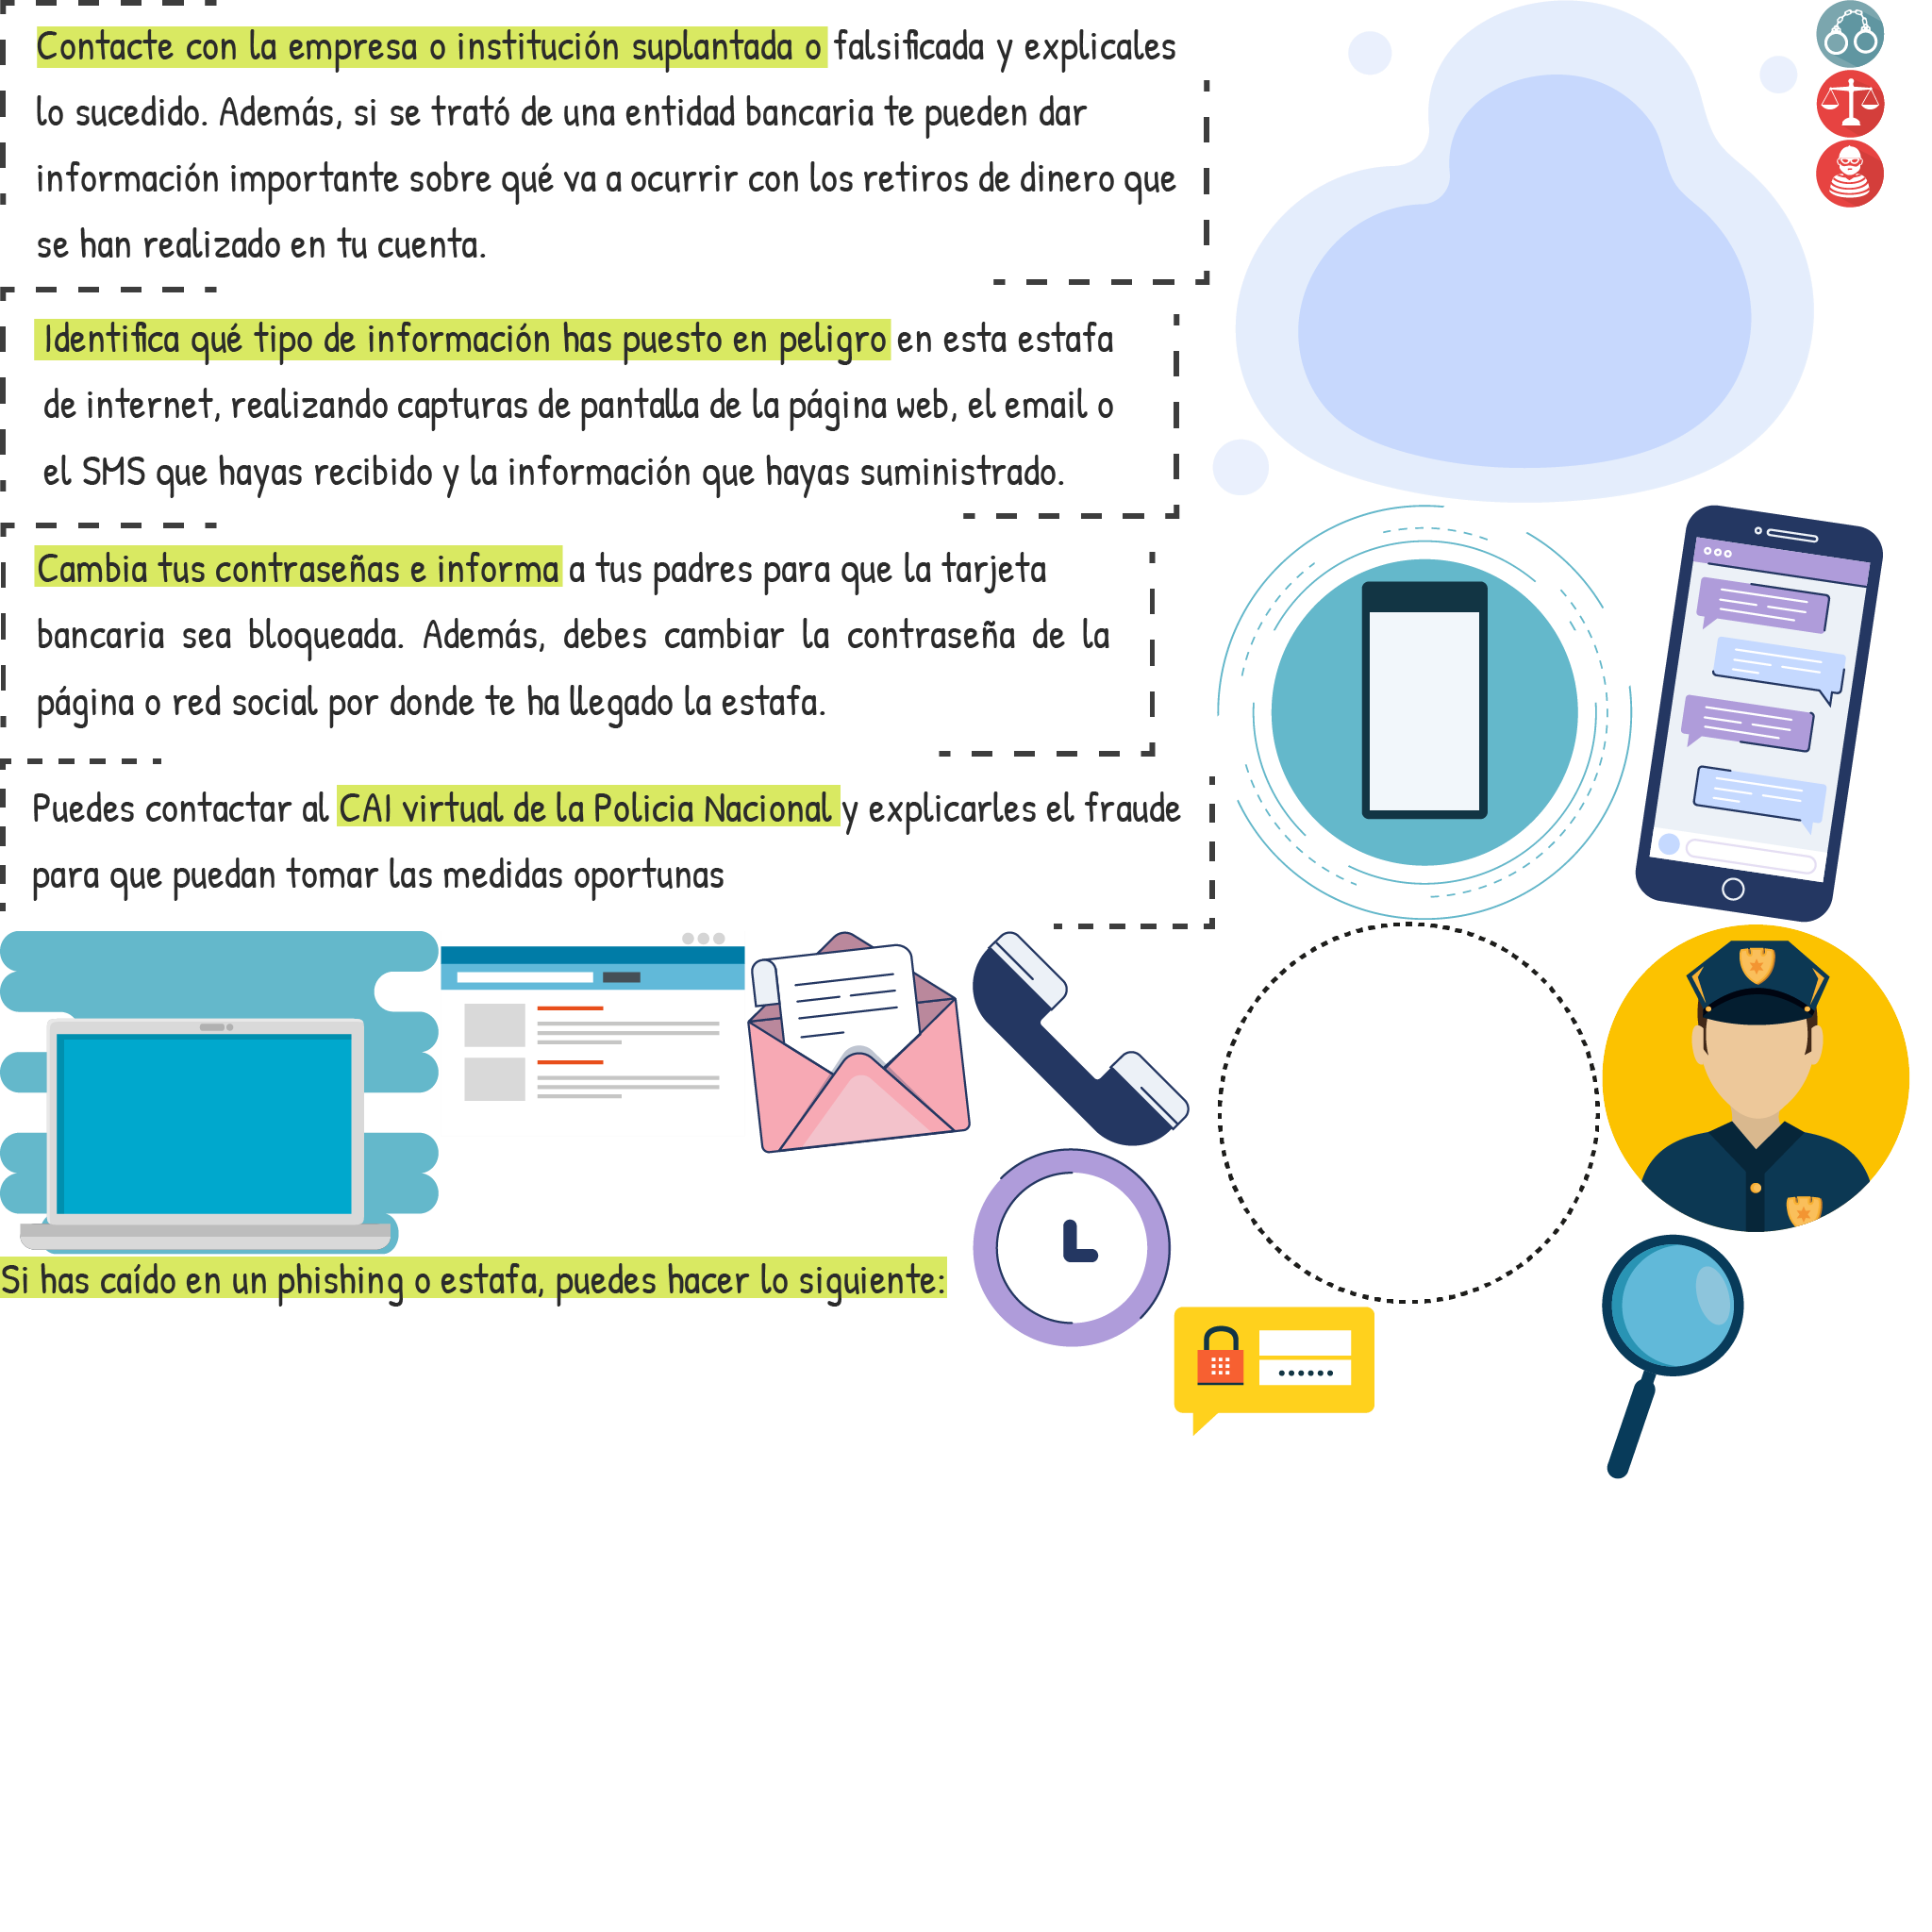 Contacte con la empresa o institución suplantada o falsificada y explicales
lo sucedido. Además, si se trató de una entidad bancaria te pueden dar
información importante sobre qué va a ocurrir con los retiros de dinero que
se han realizado en tu cuenta.
Identifica qué tipo de información has puesto en peligro en esta estafa
de internet, realizando capturas de pantalla de la página web, el email o
el SMS que hayas recibido y la información que hayas suministrado.
Cambia tus contraseñas e informa a tus padres para que la tarjeta
bancaria sea bloqueada. Además, debes cambiar la contraseña de la
página o red social por donde te ha llegado la estafa.
Puedes contactar al CAI virtual de la Policia Nacional y explicarles el fraude
para que puedan tomar las medidas oportunas
Si has caído en un phishing o estafa, puedes hacer lo siguiente: